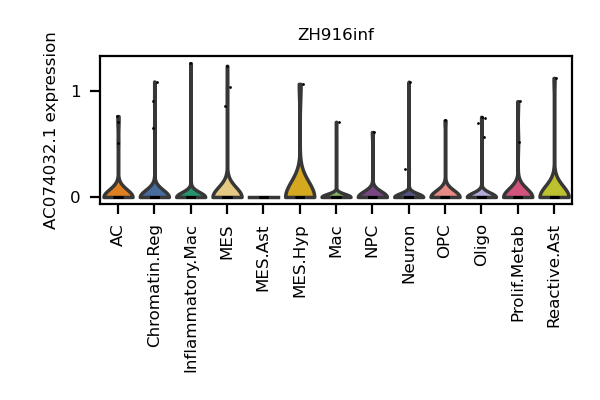 ZH916inf
AC074032.1 expression
1
0
AC
Chromatin.Reg
Inflammatory.Mac
MES
MES.Ast
MES.Hyp
Mac
NPC
Neuron
OPC
Oligo
Prolif.Metab
Reactive.Ast